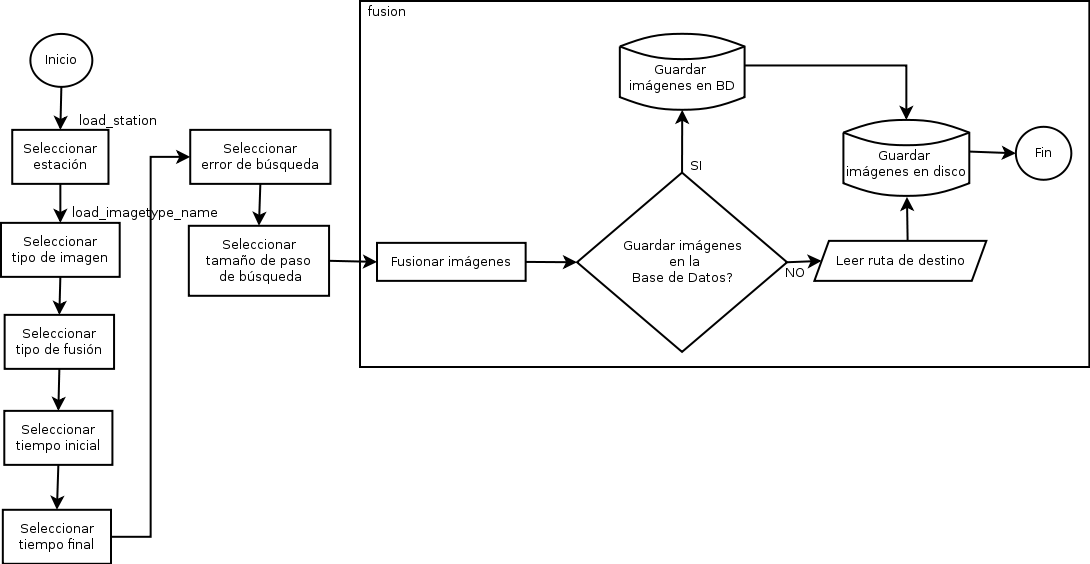 fusion
Inicio
load_station
Seleccionar
estación
load_imagetype_name
Seleccionar
tipo de imagen
Seleccionar
tipo de fusión
Seleccionar
tiempo inicial
Seleccionar
tiempo final
Seleccionar
error de búsqueda
Seleccionar
tamaño de paso
de búsqueda
Fusionar imágenes
Guardar imágenes
en la
Base de Datos?
SI
Guardar
imágenes en BD
NO
Leer ruta de destino
Guardar
imágenes en disco
Fin